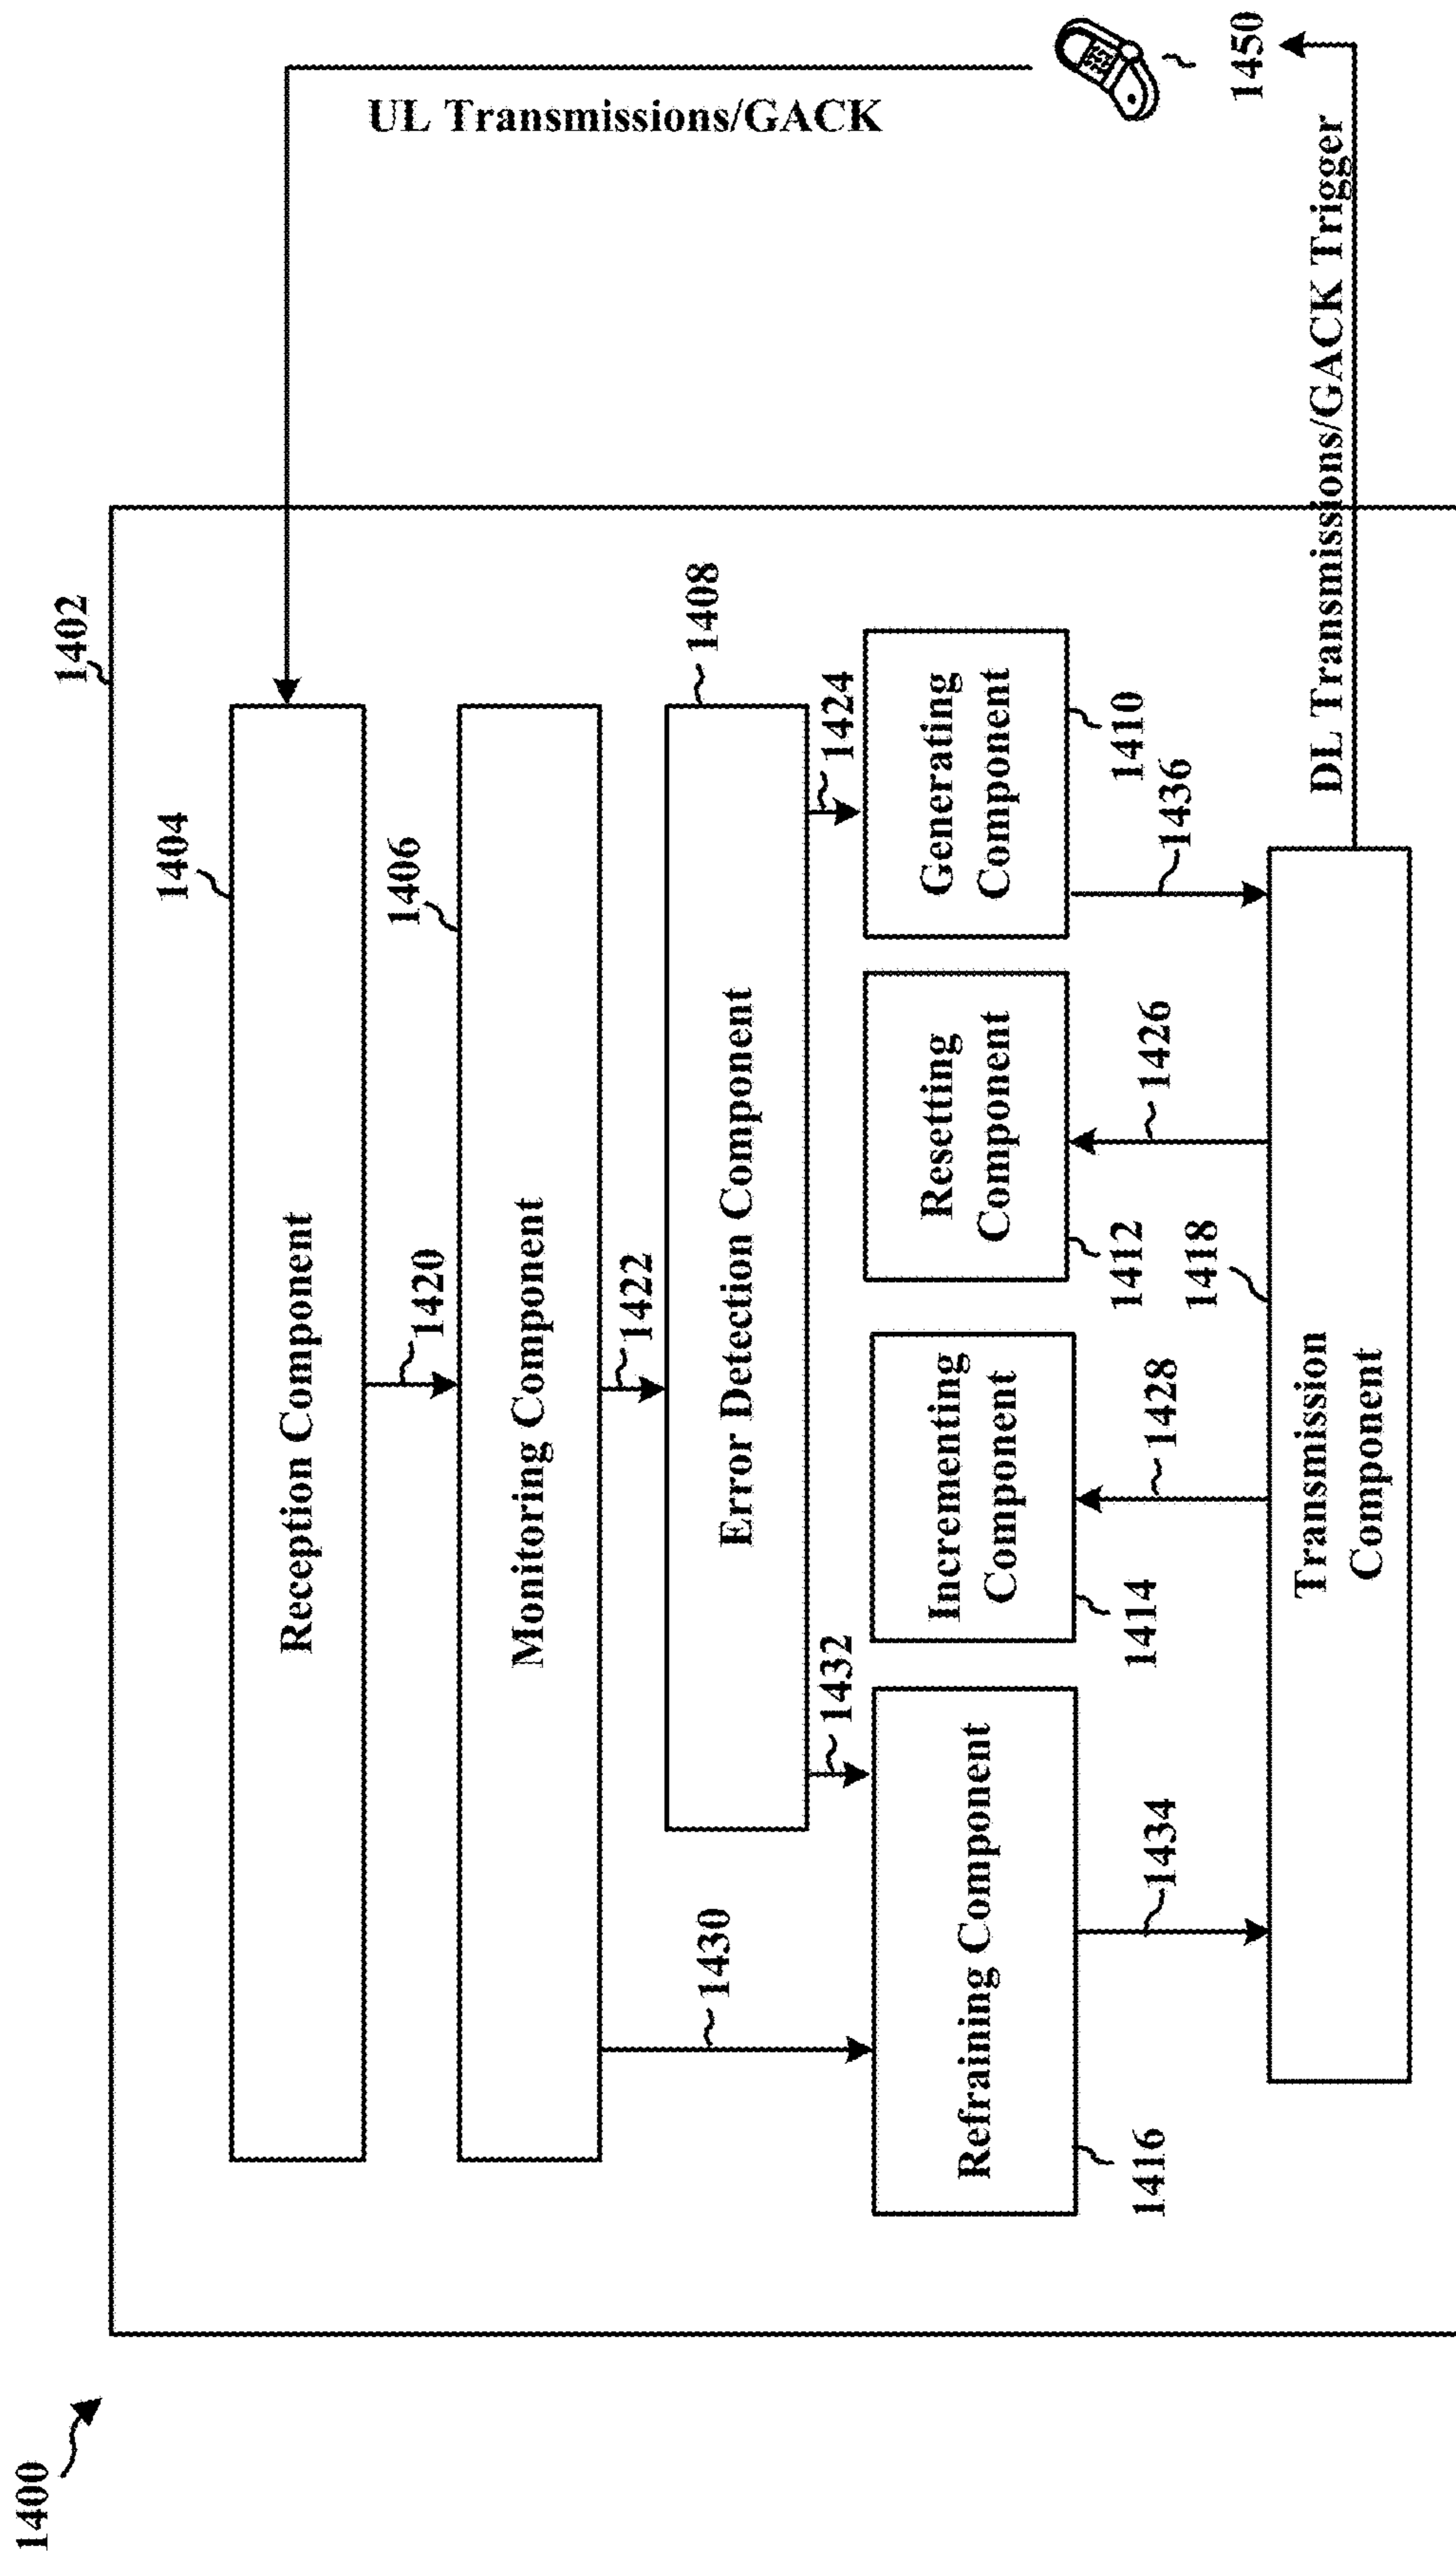 1400
1402
UL Transmissions/GACK
1450
DL Transmissions/GACK Trigger
1404
Reception Component
1420
1406
Monitoring Component
1422
1408
Error Detection Component
1430
1432
1424
Refraining Component
1416
Incrementing
Component
1414
Resetting
Component
1412
Generating
Component
1410
1434
1428
1426
1436
1418
Transmission
Component